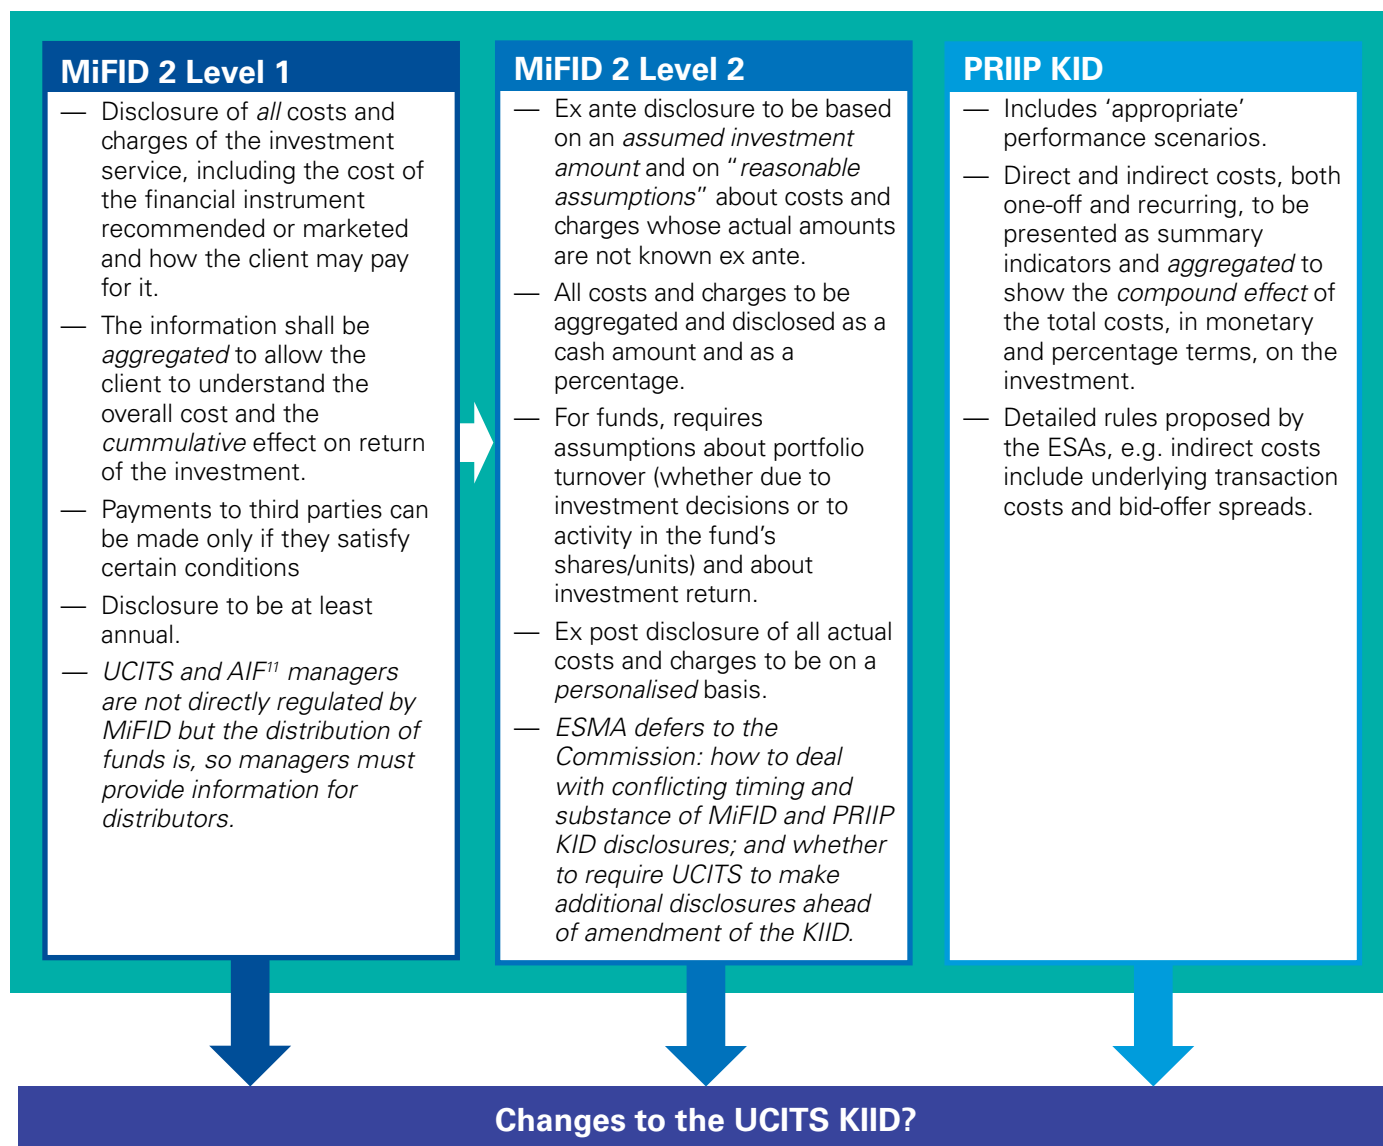 MiFID 2 Level 1
— Disclosure of all costs and
charges of the investment
service, including the cost of
the financial instrument
recommended or marketed
and how the client may pay
for it.
— The information shall be
aggregated to allow the
client to understand the
overall cost and the
cummulative effect on return
of the investment.
— Payments to third parties can
be made only if they satisfy
certain conditions
— Disclosure to be at least
annual.
— UCITS and AIF¹¹ managers
are not directly regulated by
MiFID but the distribution of
funds is, so managers must
provide information for
distributors.
MiFID 2 Level 2
— Ex ante disclosure to be based
on an assumed investment
amount and on "reasonable
assumptions" about costs and
charges whose actual amounts
are not known ex ante.
— All costs and charges to be
aggregated and disclosed as a
cash amount and as a
percentage.
— For funds, requires
assumptions about portfolio
turnover (whether due to
investment decisions or to
activity in the fund's
shares/units) and about
investment return.
— Ex post disclosure of all actual
costs and charges to be on a
personalised basis.
— ESMA defers to the
Commission: how to deal
with conflicting timing and
substance of MiFID and PRIIP
KID disclosures; and whether
to require UCITS to make
additional disclosures ahead
of amendment of the KIID.
PRIIP KID
— Includes 'appropriate'
performance scenarios.
— Direct and indirect costs, both
one-off and recurring, to be
presented as summary
indicators and aggregated to
show the compound effect of
the total costs, in monetary
and percentage terms, on the
investment.
— Detailed rules proposed by
the ESAs, e.g. indirect costs
include underlying transaction
costs and bid-offer spreads.
Changes to the UCITS KIID?